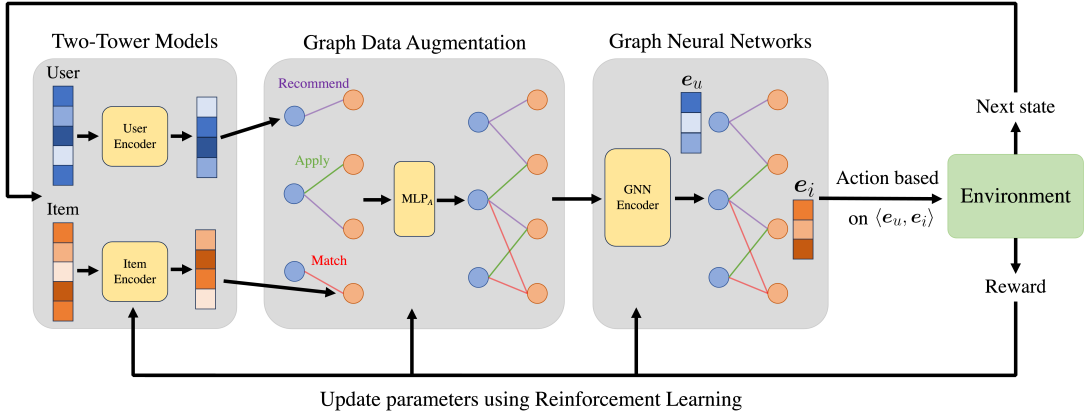 Two-Tower Models
Graph Data Augmentation
Graph Neural Networks
User
User
Encoder
Item
Item
Encoder
Recommend
Apply
Match
MLP_A
e_u
GNN
Encoder
e_i
Action based
on ⟨e_u, e_i⟩
Next state
Environment
Reward
Update parameters using Reinforcement Learning